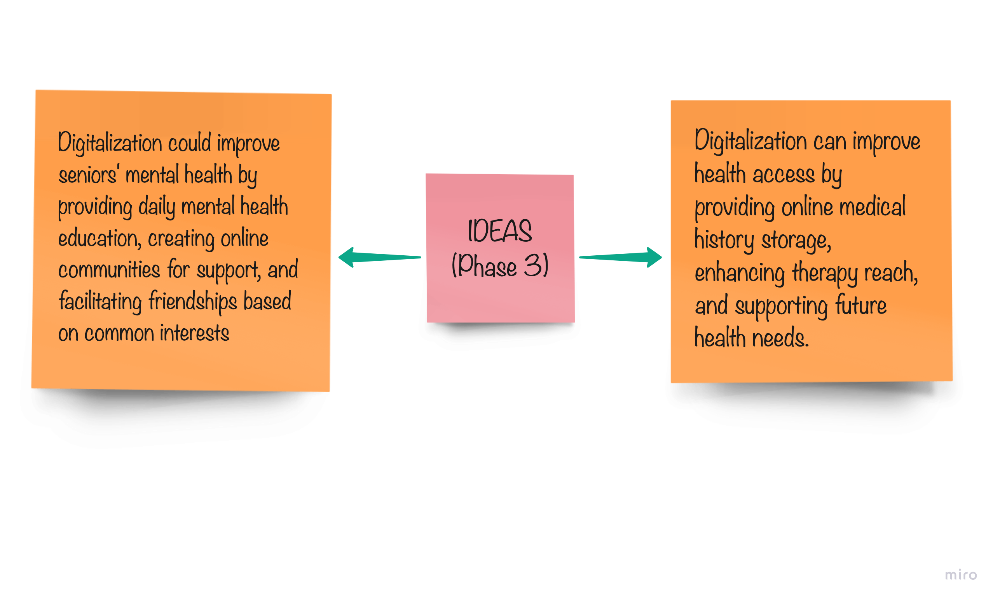 Digitalization could improve
seniors' mental health by
providing daily mental health
education, creating online
communities for support, and
facilitating fiendships based
on common interests
IDEAS
(Phase 3)
Digitalization can improve
health access by
providing online medical
history storage,
enhancing therapy reach,
ad supporting future
health needs.
miro